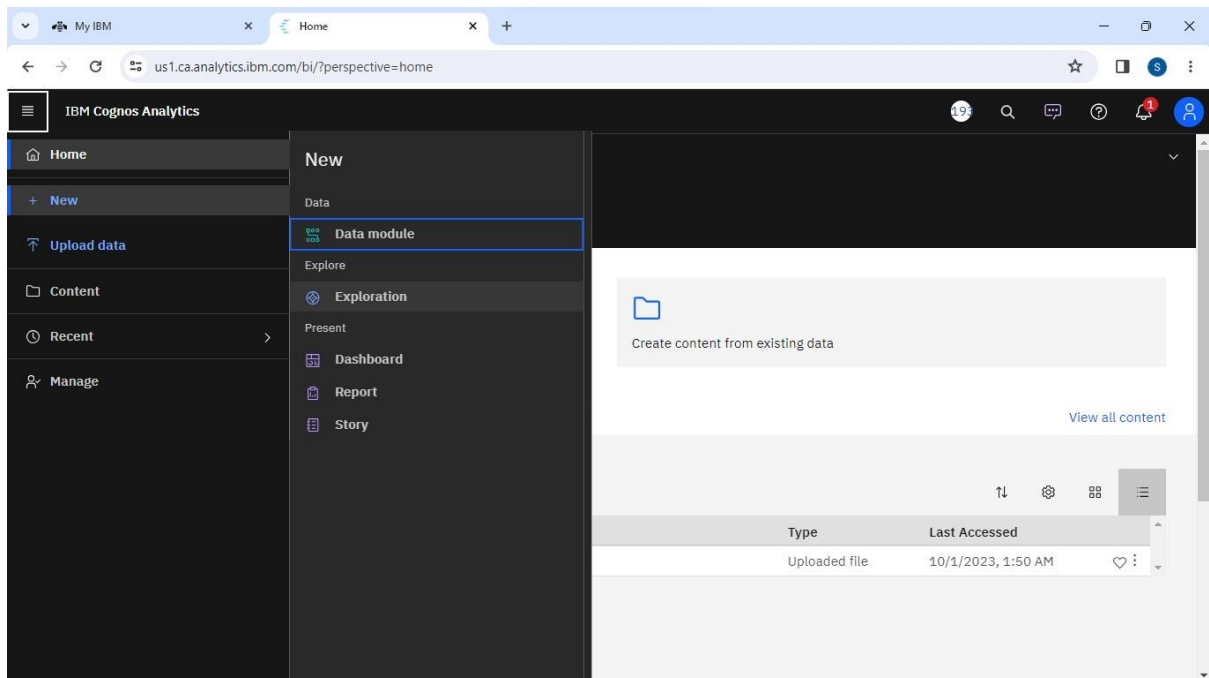 My IBM
Home
us1.ca.analytics.ibm.com/bi/?perspective=home
S
IBM Cognos Analytics
193
1
Home
New
Upload data
Content
Recent
Manage
New
Data
Data module
Explore
Exploration
Present
Dashboard
Report
Story
Create content from existing data
View all content
Type Last Accessed
Uploaded file 10/1/2023, 1:50 AM